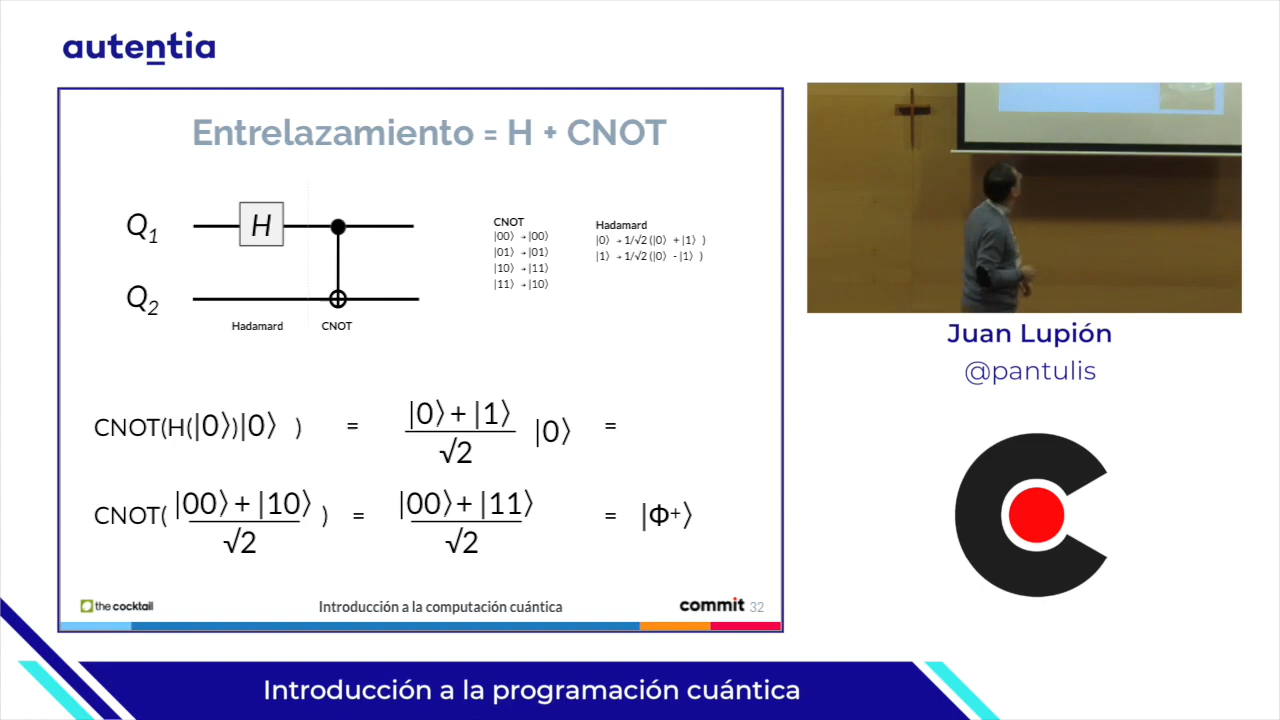 autentia
Entrelazamiento = H + CNOT
Q1
H
Q2
Hadamard
CNOT
CNOT
|00⟩ → |00⟩
|01⟩ → |01⟩
|10⟩ → |11⟩
|11⟩ → |10⟩
Hadamard
|0⟩ → 1/√2 (|0⟩ + |1⟩ )
|1⟩ → 1/√2 (|0⟩ - |1⟩ )
CNOT(H(|0⟩)|0⟩ ) = |0⟩ + |1⟩ / √2 |0⟩ =
CNOT( |00⟩ + |10⟩ / √2 ) = |00⟩ + |11⟩ / √2 = |Φ+⟩
the cocktail
Introducción a la computación cuántica
commit 32
Juan Lupión
@pantulis
Introducción a la programación cuántica